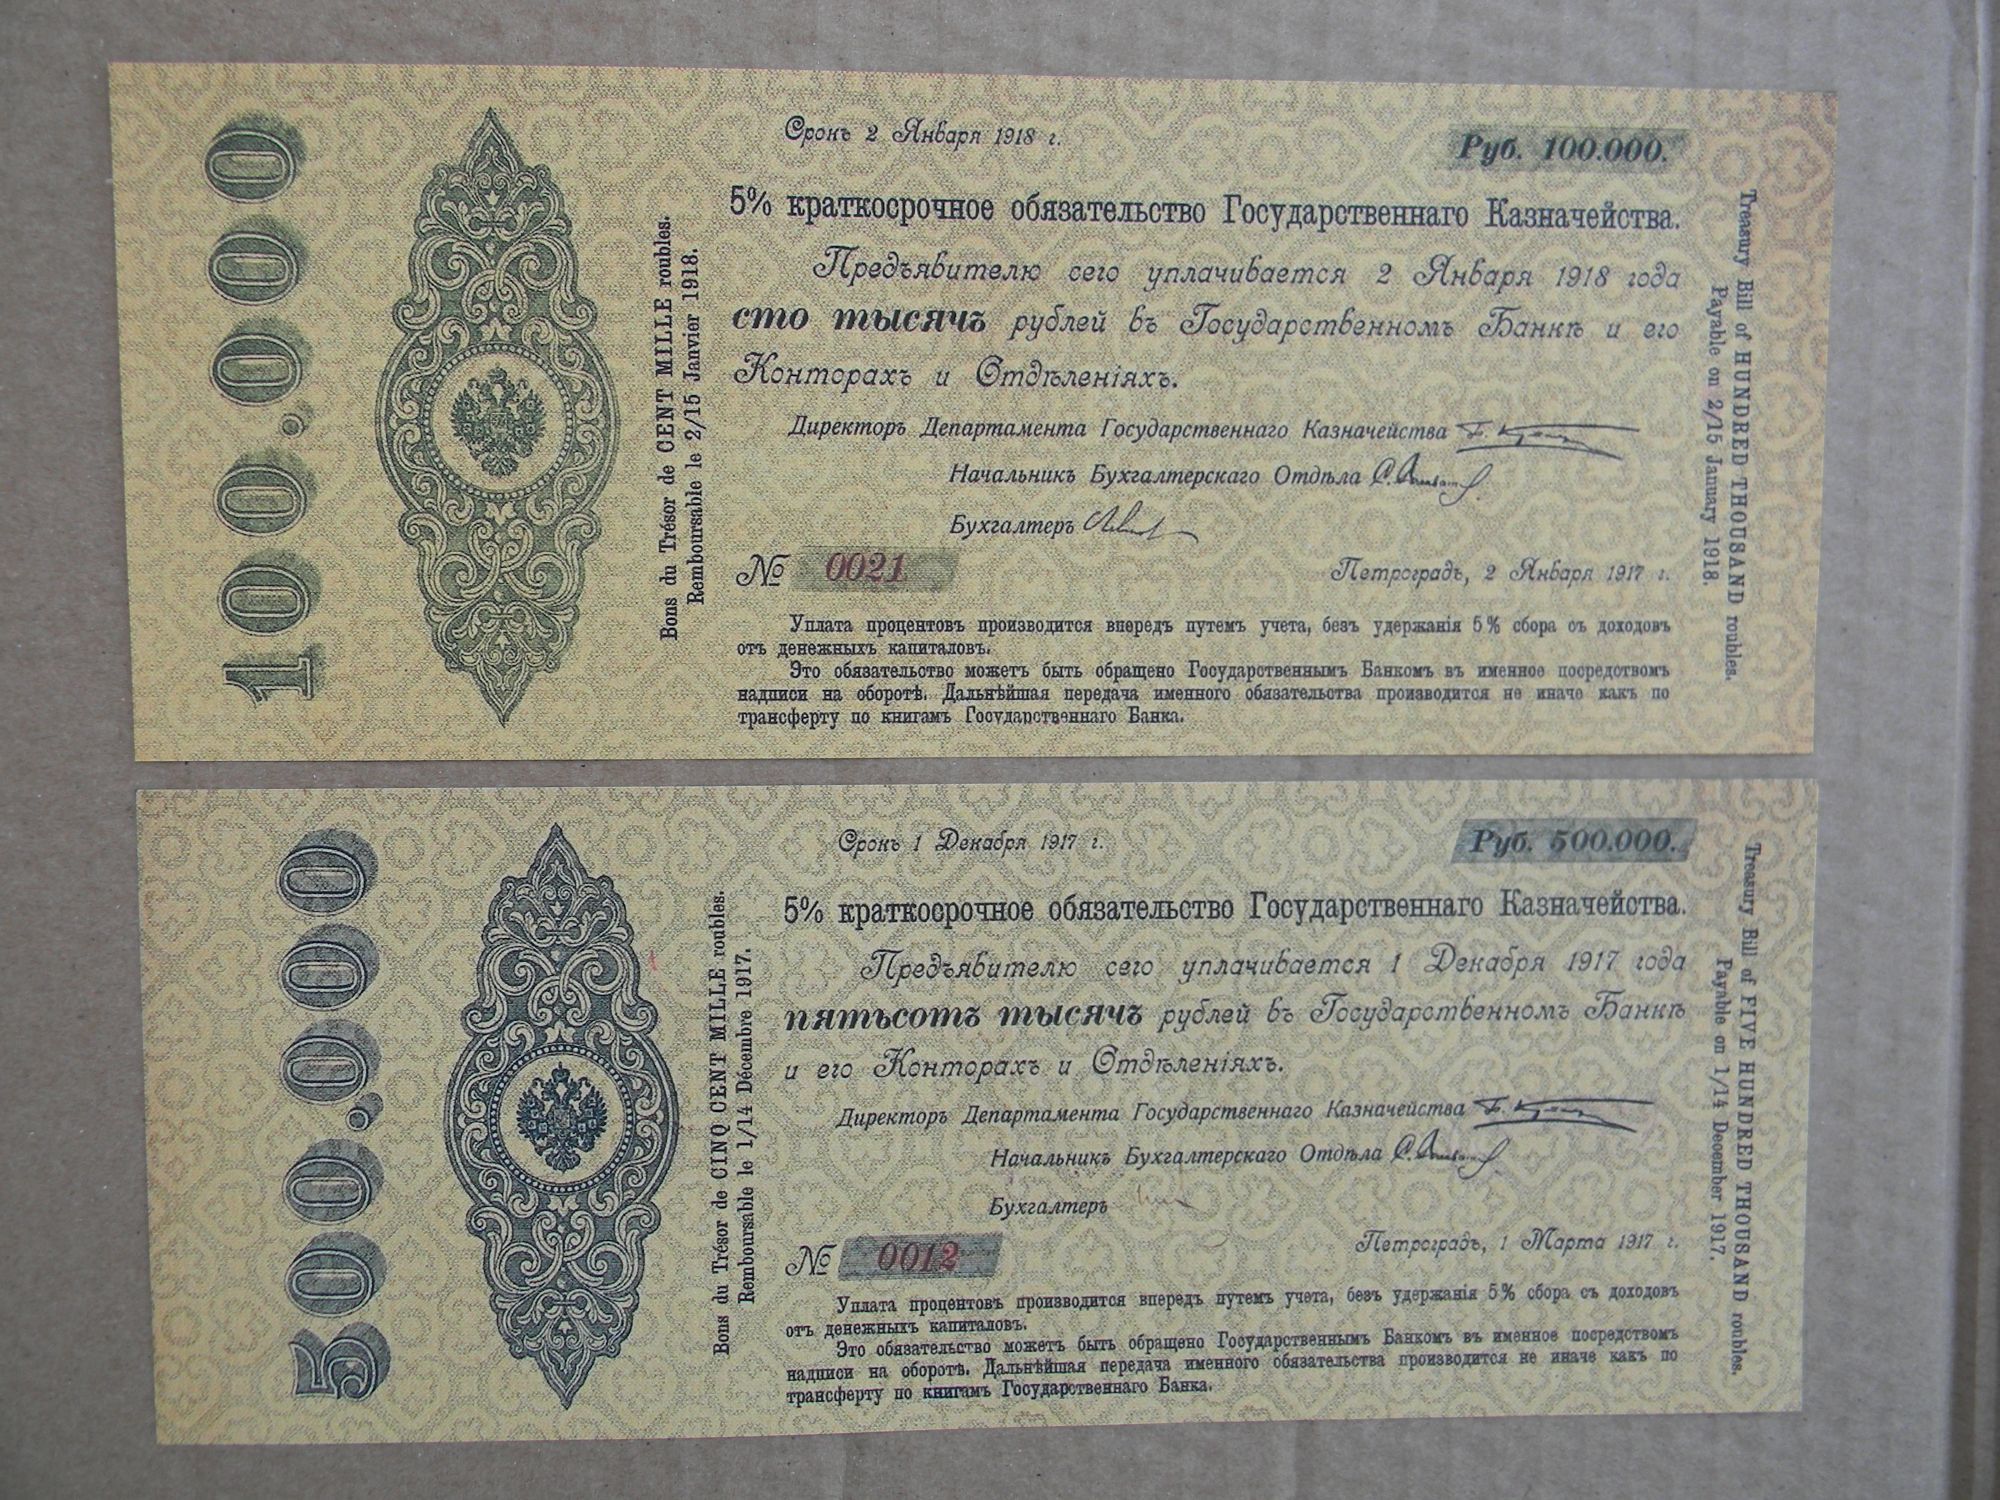 100.000
Bons du Trésor de CENT MILLE roubles.
Remboursable le 2/15 Janvier 1918.
Срокъ 2 Января 1918 г.
Руб. 100.000.
5% краткосрочное обязательство Государственнаго Казначейства.
Предъявителю сего уплачивается 2 Января 1918 года
сто тысячъ рублей въ Государственномъ Банкѣ и его
Конторахъ и Отдѣленіяхъ.
Директоръ Департамента Государственнаго Казначейства
Начальникъ Бухгалтерскаго Отдѣла
Бухгалтеръ
№ 0021
Петроградъ, 2 Января 1917 г.
Уплата процентовъ производится впередъ путемъ учета, безъ удержанія 5% сбора съ доходовъ
отъ денежныхъ капиталовъ.
Это обязательство можетъ быть обращено Государственнымъ Банкомъ въ именное посредствомъ
надписи на оборотѣ. Дальнѣйшая передача именного обязательства производится не иначе какъ по
трансферту по книгамъ Государственнаго Банка.
Treasury Bill of HUNDRED THOUSAND roubles.
Payable on 2/15 January 1918.
500.000
Bons du Trésor de CINQ CENT MILLE roubles.
Remboursable le 1/14 Décembre 1917.
Срокъ 1 Декабря 1917 г.
Руб. 500.000.
5% краткосрочное обязательство Государственнаго Казначейства.
Предъявителю сего уплачивается 1 Декабря 1917 года
пятьсотъ тысячъ рублей въ Государственномъ Банкѣ
и его Конторахъ и Отдѣленіяхъ.
Директоръ Департамента Государственнаго Казначейства
Начальникъ Бухгалтерскаго Отдѣла
Бухгалтеръ
№ 0012
Петроградъ, 1 Марта 1917 г.
Уплата процентовъ производится впередъ путемъ учета, безъ удержанія 5% сбора съ доходовъ
отъ денежныхъ капиталовъ.
Это обязательство можетъ быть обращено Государственнымъ Банкомъ въ именное посредствомъ
надписи на оборотѣ. Дальнѣйшая передача именного обязательства производится не иначе какъ по
трансферту по книгамъ Государственнаго Банка.
Treasury Bill of FIVE HUNDRED THOUSAND roubles.
Payable on 1/14 December 1917.